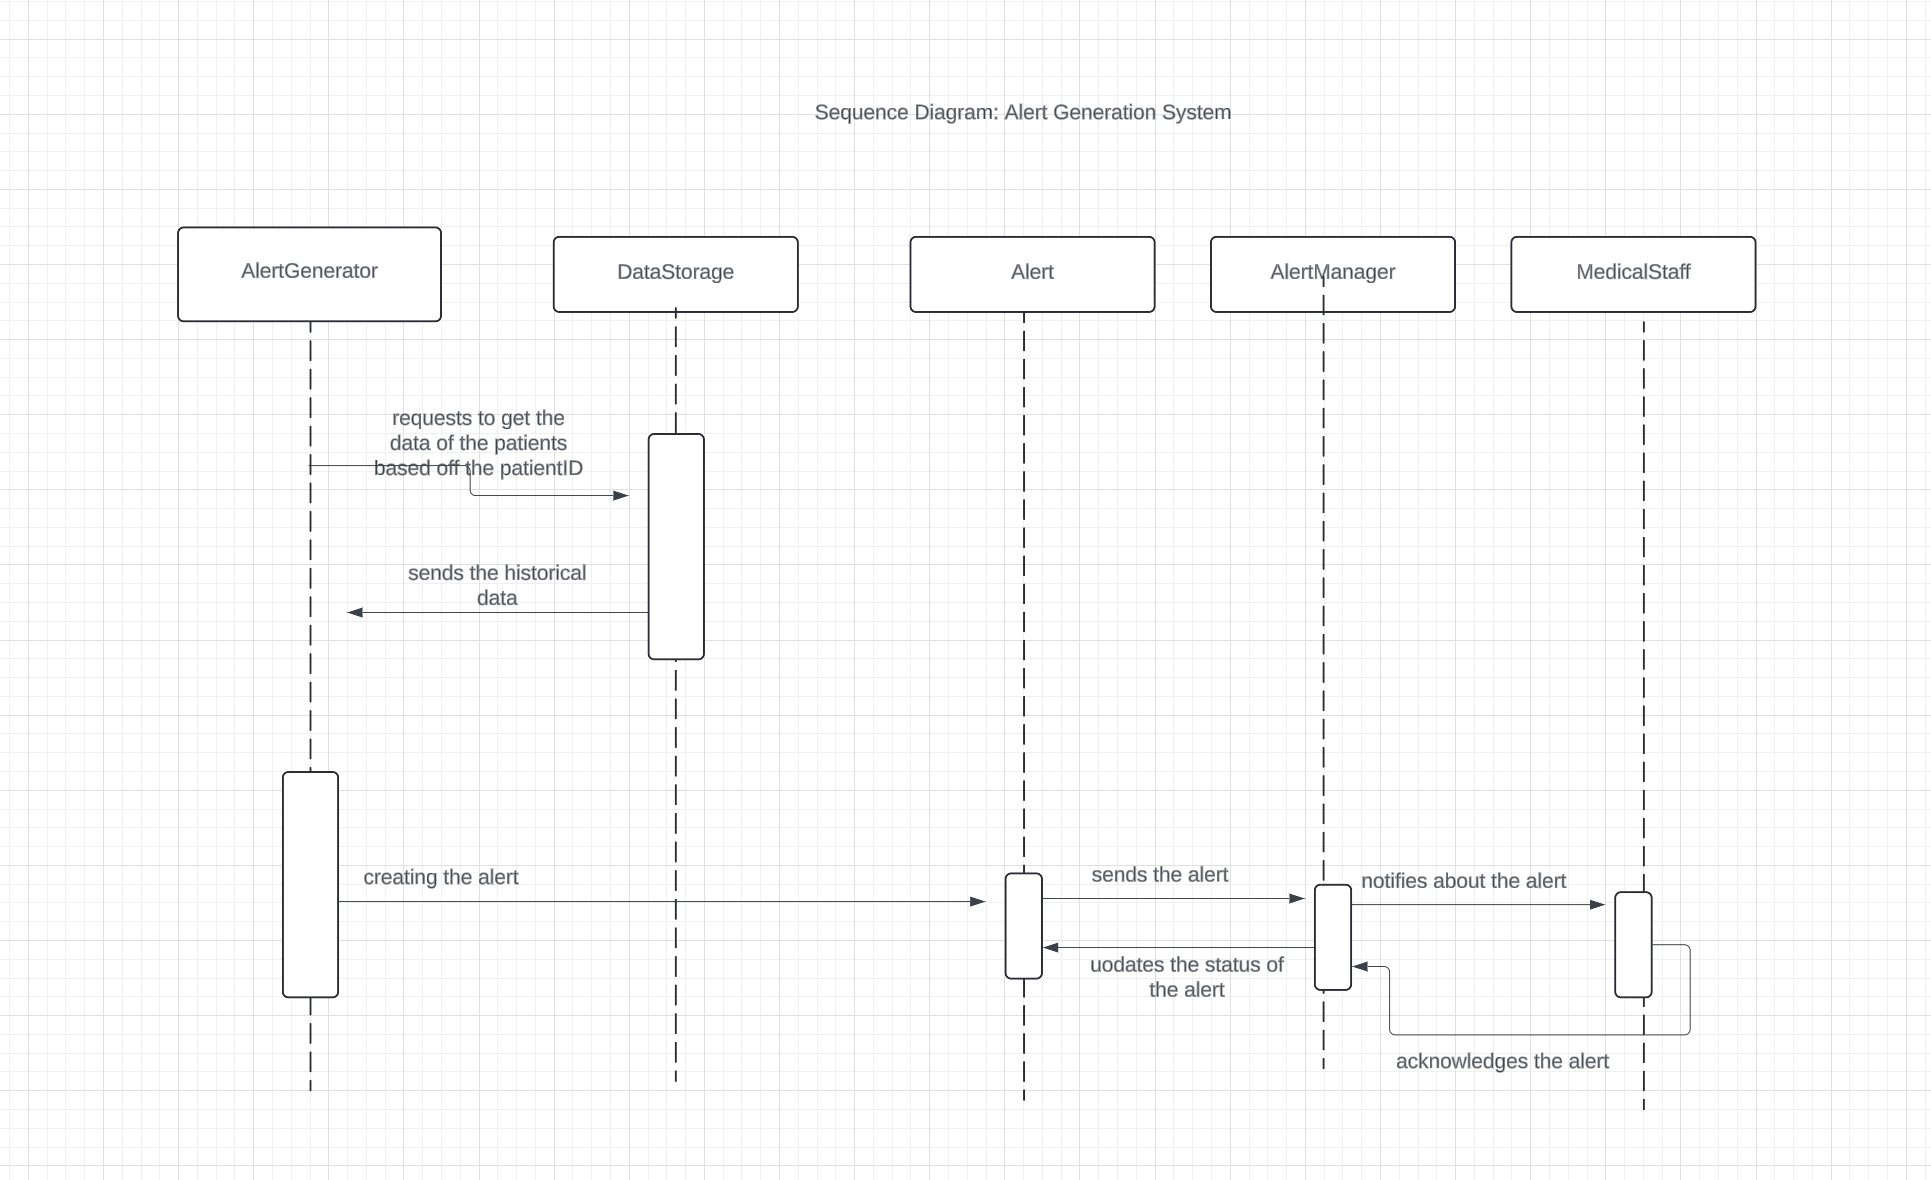 Sequence Diagram: Alert Generation System
AlertGenerator
DataStorage
Alert
AlertManager
MedicalStaff
requests to get the
data of the patients
based off the patientID
sends the historical
data
creating the alert
sends the alert
notifies about the alert
uodates the status of
the alert
acknowledges the alert